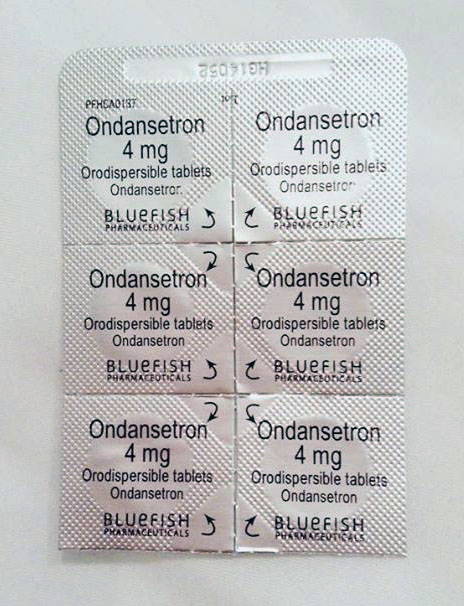 HG14D52
PFHCA0137
Ondansetron
4 mg
Orodispersible tablets
Ondansetron
BLUEFISH
PHARMACEUTICALS
Ondansetron
4 mg
Orodispersible tablets
Ondansetron
BLUEFISH
PHARMACEUTICALS
Ondansetron
4 mg
Orodispersible tablets
Ondansetron
BLUEFISH
PHARMACEUTICALS
Ondansetron
4 mg
Orodispersible tablets
Ondansetron
BLUEFISH
PHARMACEUTICALS
Ondansetron
4 mg
Orodispersible tablets
Ondansetron
BLUEFISH
PHARMACEUTICALS
Ondansetron
4 mg
Orodispersible tablets
Ondansetron
BLUEFISH
PHARMACEUTICALS